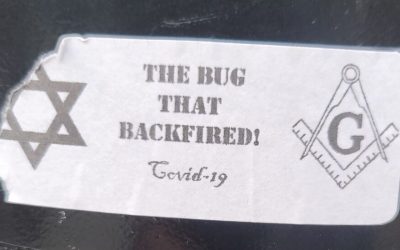 THE BUG
THAT
BACKFIRED!
Covid-19
G